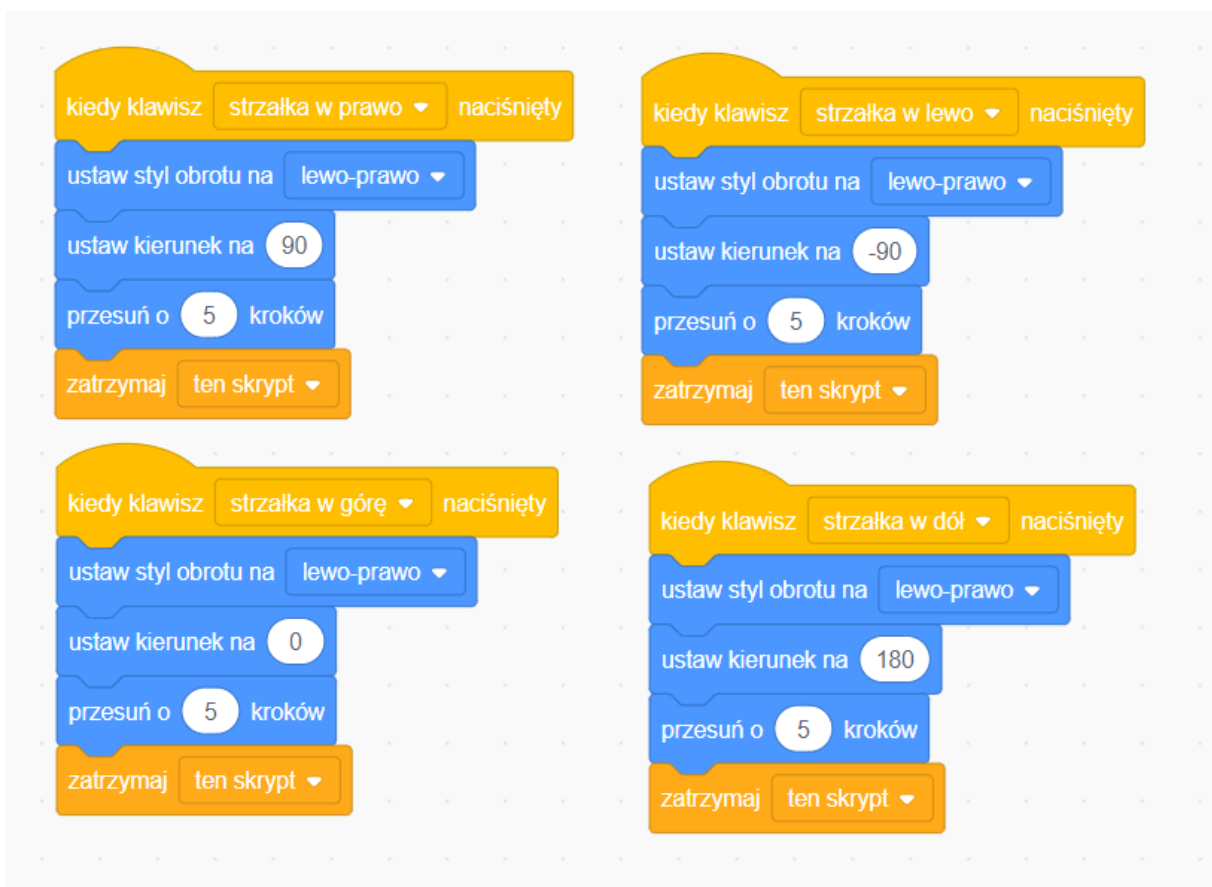 kiedy klawisz strzałka w prawo naciśnięty
ustaw styl obrotu na lewo-prawo
ustaw kierunek na 90
przesuń o 5 kroków
zatrzymaj ten skrypt
kiedy klawisz strzałka w lewo naciśnięty
ustaw styl obrotu na lewo-prawo
ustaw kierunek na -90
przesuń o 5 kroków
zatrzymaj ten skrypt
kiedy klawisz strzałka w górę naciśnięty
ustaw styl obrotu na lewo-prawo
ustaw kierunek na 0
przesuń o 5 kroków
zatrzymaj ten skrypt
kiedy klawisz strzałka w dół naciśnięty
ustaw styl obrotu na lewo-prawo
ustaw kierunek na 180
przesuń o 5 kroków
zatrzymaj ten skrypt